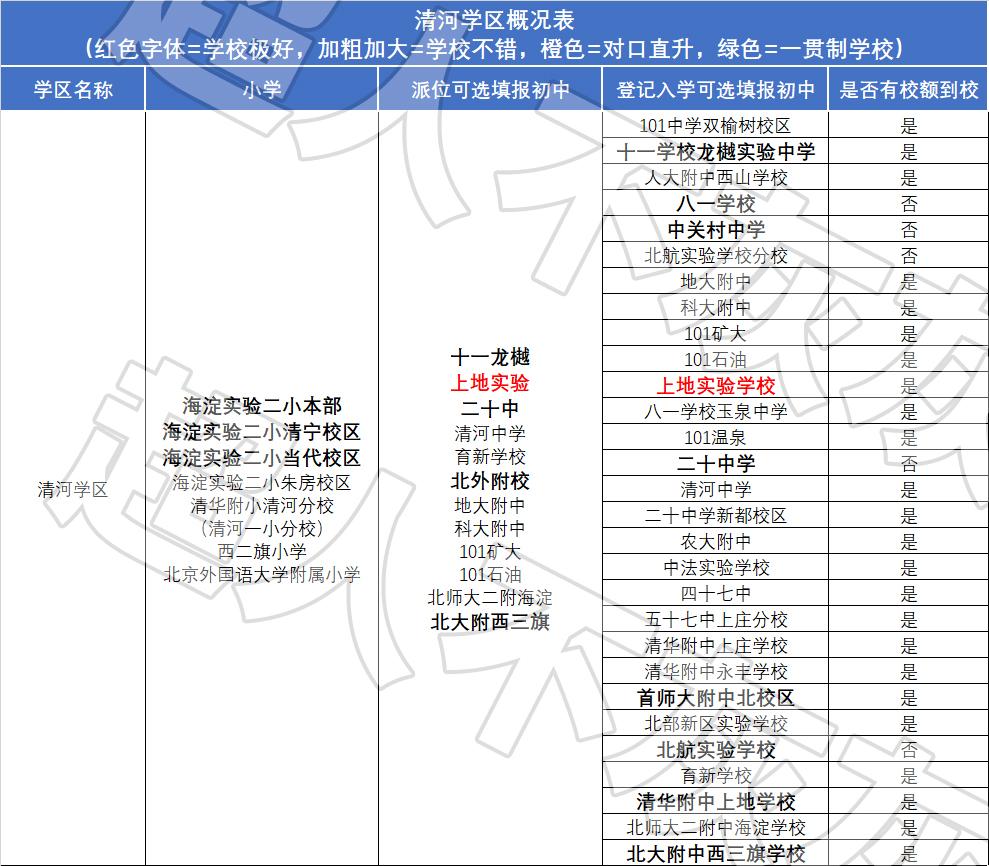 清河学区概况表
（红色字体=学校极好，加粗加大=学校不错，橙色=对口直升，绿色=一贯制学校）
学区名称 小学 派位可选填报初中 登记入学可选填报初中 是否有校额到校
清河学区
海淀实验二小本部
海淀实验二小清宁校区
海淀实验二小当代校区
海淀实验二小朱房校区
清华附小清河分校
（清河一小分校）
西二旗小学
北京外国语大学附属小学
十一龙樾
上地实验
二十中
清河中学
育新学校
北外附校
地大附中
科大附中
101矿大
101石油
北师大二附海淀
北大附西三旗
101中学双榆树校区 是
十一学校龙樾实验中学 是
人大附中西山学校 是
八一学校 否
中关村中学 否
北航实验学校分校 否
地大附中 是
科大附中 是
101矿大 是
101石油 是
上地实验学校 是
八一学校玉泉中学 是
101温泉 是
二十中学 否
清河中学 是
二十中学新都校区 是
农大附中 是
中法实验学校 是
四十七中 是
五十七中上庄分校 是
清华附中上庄学校 是
清华附中永丰学校 是
首师大附中北校区 是
北部新区实验学校 是
北航实验学校 否
育新学校 是
清华附中上地学校 是
北师大二附中海淀学校 是
北大附中西三旗学校 是
超人不灰灰
超人不灰灰